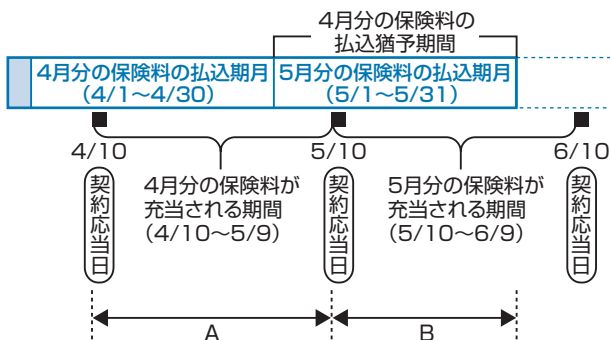 4月分の保険料の
払込猶予期間
4月分の保険料の払込期月
（4/1～4/30）
5月分の保険料の払込期月
（5/1～5/31）
4/10
5/10
6/10
契約応当日
4月分の保険料が
充当される期間
（4/10～5/9）
契約応当日
5月分の保険料が
充当される期間
（5/10～6/9）
契約応当日
A
B